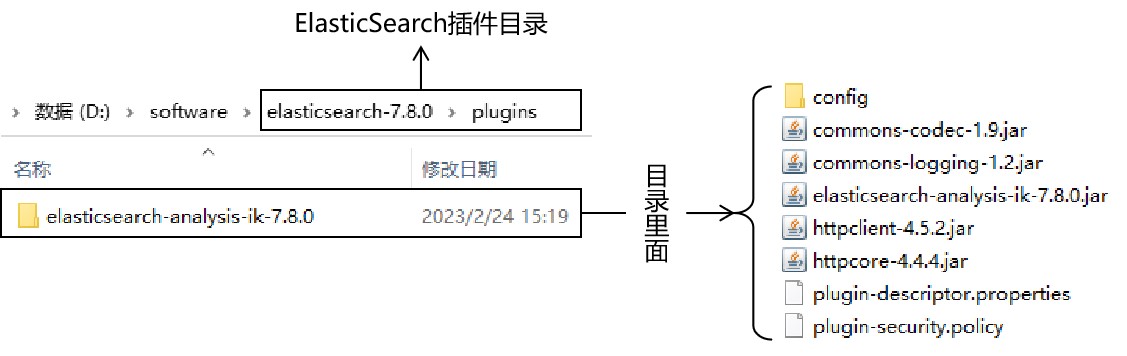 ElasticSearch插件目录
数据 (D:) software elasticsearch-7.8.0 plugins
名称 修改日期
elasticsearch-analysis-ik-7.8.0 2023/2/24 15:19
目录里面
config
commons-codec-1.9.jar
commons-logging-1.2.jar
elasticsearch-analysis-ik-7.8.0.jar
httpclient-4.5.2.jar
httpcore-4.4.4.jar
plugin-descriptor.properties
plugin-security.policy